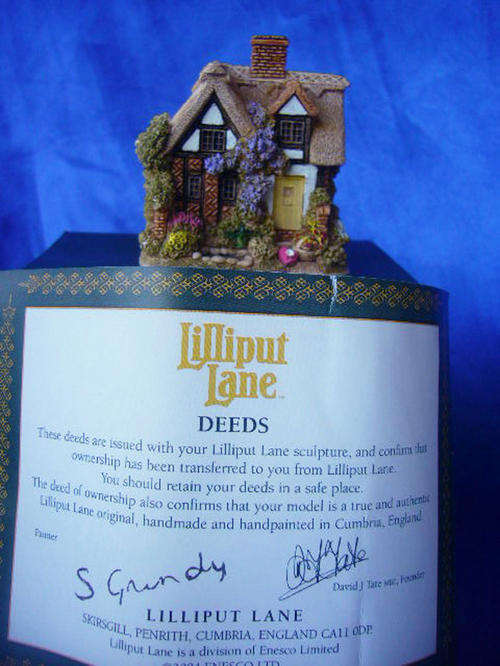 Lilliput
Lane
DEEDS
These deeds are issued with your Lilliput Lane sculpture, and confirm that
ownership has been transferred to you from Lilliput Lane.
You should retain your deeds in a safe place.
The deed of ownership also confirms that your model is a true and authentic
Lilliput Lane original, handmade and handpainted in Cumbria, England.
Painter
S Grundy
David J Tate MBE, Founder
LILLIPUT LANE
SKIRSGILL, PENRITH, CUMBRIA, ENGLAND CA11 0DP.
Lilliput Lane is a division of Enesco Limited
ENESCO LTD